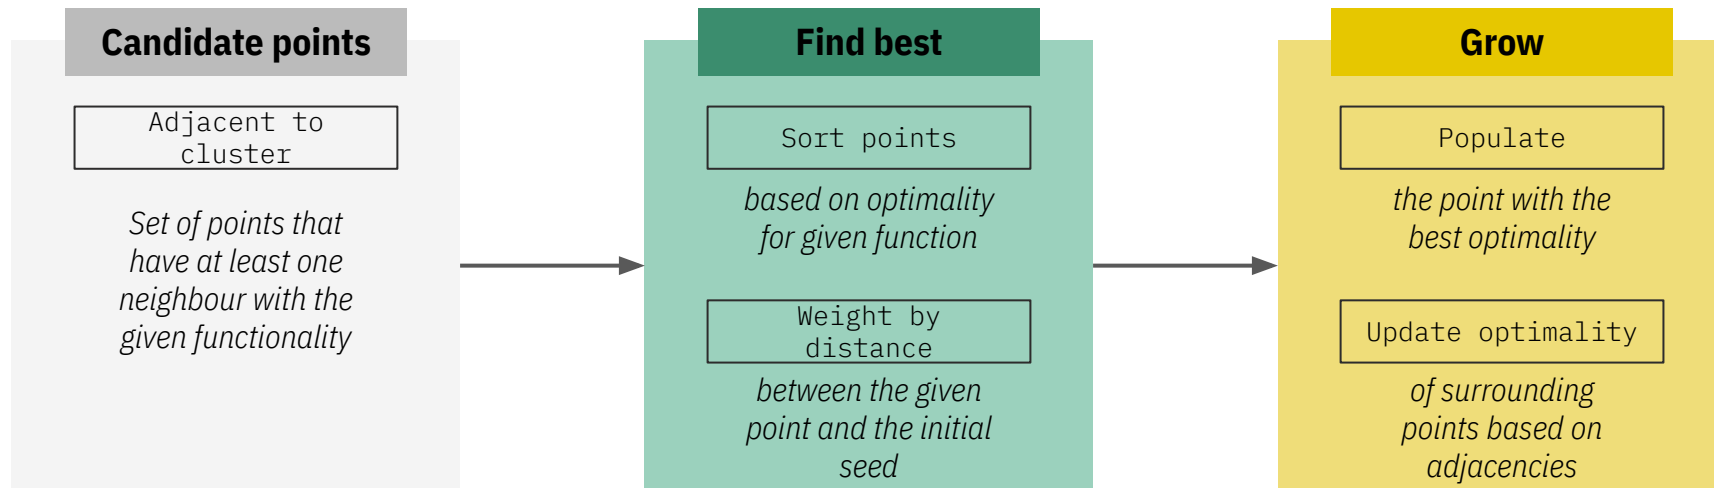 Candidate points
Adjacent to
cluster
Set of points that
have at least one
neighbour with the
given functionality
Find best
Sort points
based on optimality
for given function
Weight by
distance
between the given
point and the initial
seed
Grow
Populate
the point with the
best optimality
Update optimality
of surrounding
points based on
adjacencies